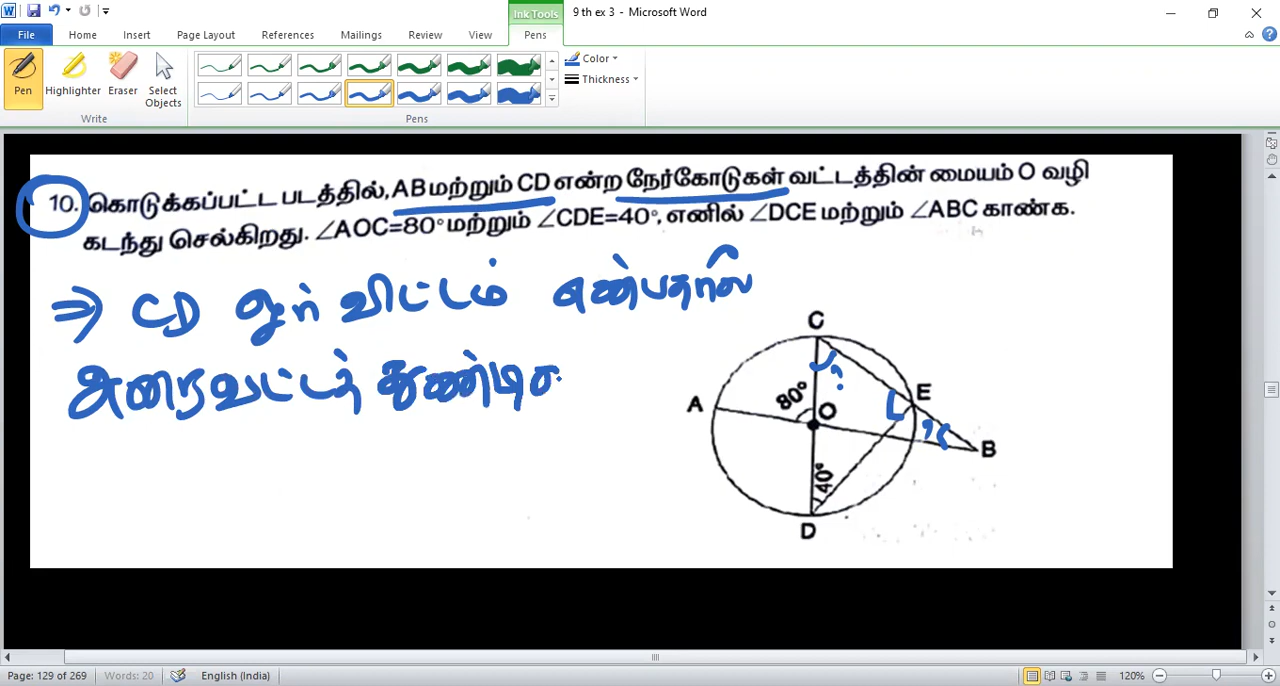 9 th ex 3 - Microsoft Word
Ink Tools
File Home Insert Page Layout References Mailings Review View Pens
Pen Highlighter Eraser Select Objects
Color
Thickness
Write
Pens
10. கொடுக்கப்பட்ட படத்தில், AB மற்றும் CD என்ற நேர்கோடுகள் வட்டத்தின் மையம் O வழி
கடந்து செல்கிறது. ∠AOC=80° மற்றும் ∠CDE=40°, எனில் ∠DCE மற்றும் ∠ABC காண்க.
⇒ CD ஓர் விட்டம் என்பதால்
அரைவட்டத் துண்டில்
C
?
E
A
80°
O
?
B
40°
D
Page: 129 of 269 Words: 20 English (India) 120%